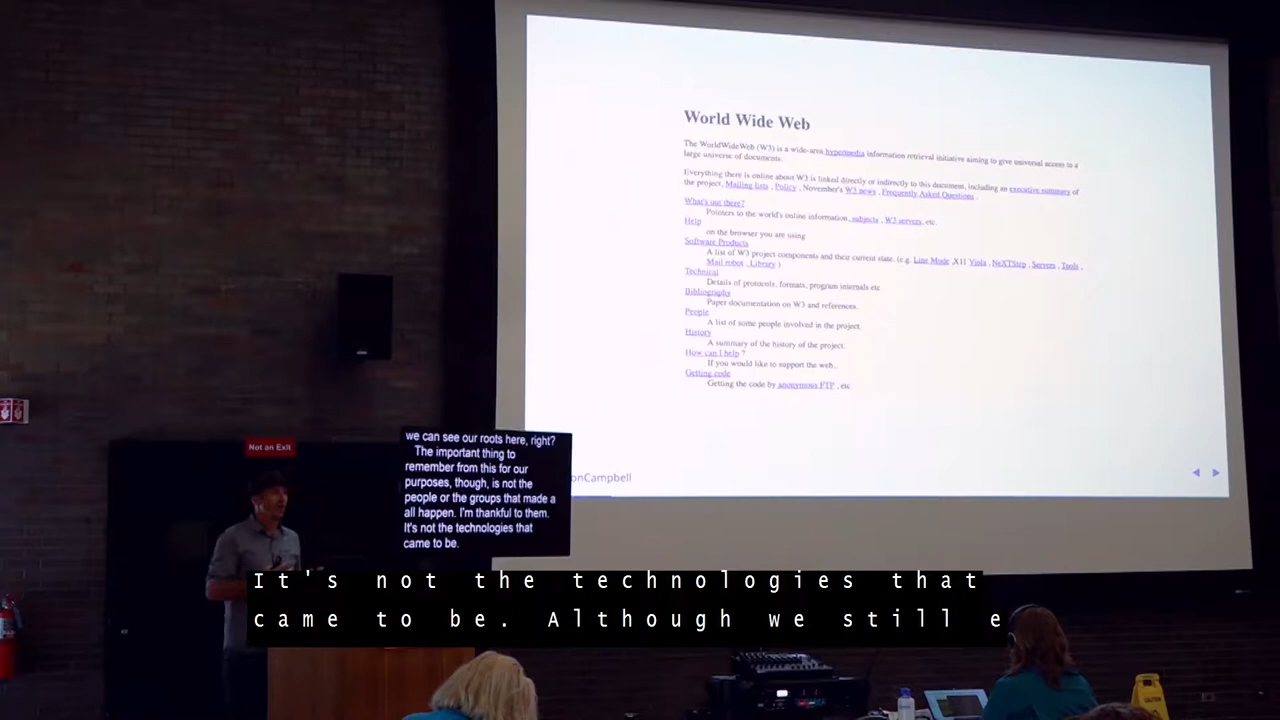 World Wide Web
The WorldWideWeb (W3) is a wide-area hypermedia information retrieval initiative aiming to give universal access to a
large universe of documents.
Everything there is online about W3 is linked directly or indirectly to this document, including an executive summary of
the project, Mailing lists , Policy , November's W3 news , Frequently Asked Questions .
What's out there?
Pointers to the world's online information, subjects , W3 servers, etc.
Help
on the browser you are using
Software Products
A list of W3 project components and their current state. (e.g. Line Mode ,X11 Viola , NeXTStep , Servers , Tools ,
Mail robot , Library )
Technical
Details of protocols, formats, program internals etc
Bibliography
Paper documentation on W3 and references.
People
A list of some people involved in the project.
History
A summary of the history of the project.
How can I help ?
If you would like to support the web..
Getting code
Getting the code by anonymous FTP , etc.
onCampbell
Not an Exit
we can see our roots here, right?
The important thing to
remember from this for our
purposes, though, is not the
people or the groups that made a
all happen. I'm thankful to them.
It's not the technologies that
came to be.
It's not the technologies that
came to be. Although we still e